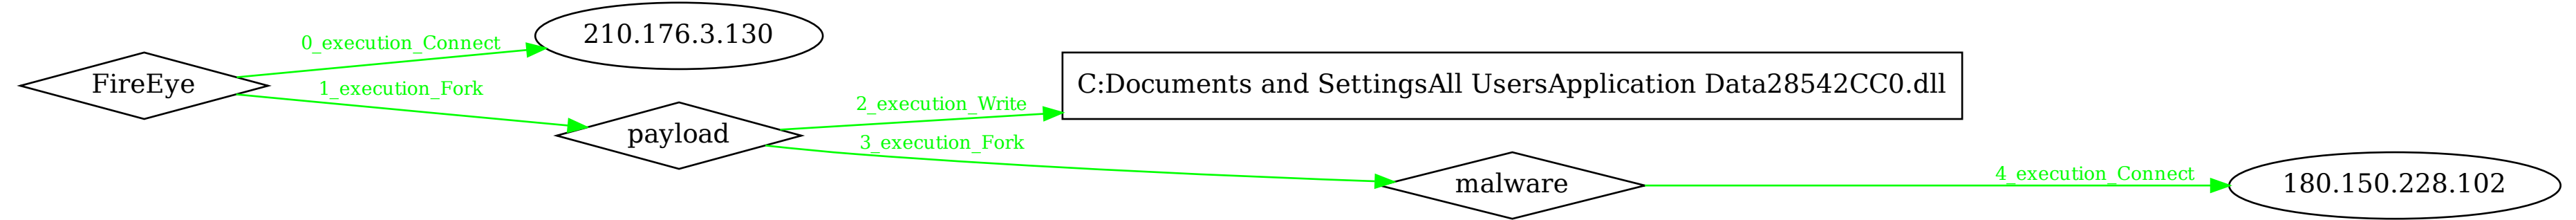 FireEye
0_execution_Connect
210.176.3.130
1_execution_Fork
payload
2_execution_Write
C:Documents and SettingsAll UsersApplication Data28542CC0.dll
3_execution_Fork
malware
4_execution_Connect
180.150.228.102